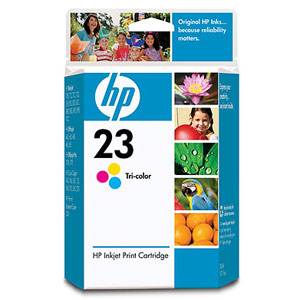 Original HP Inks...
...because reliability
matters.
hp
23
Tri-color
HP Inkjet Print Cartridge